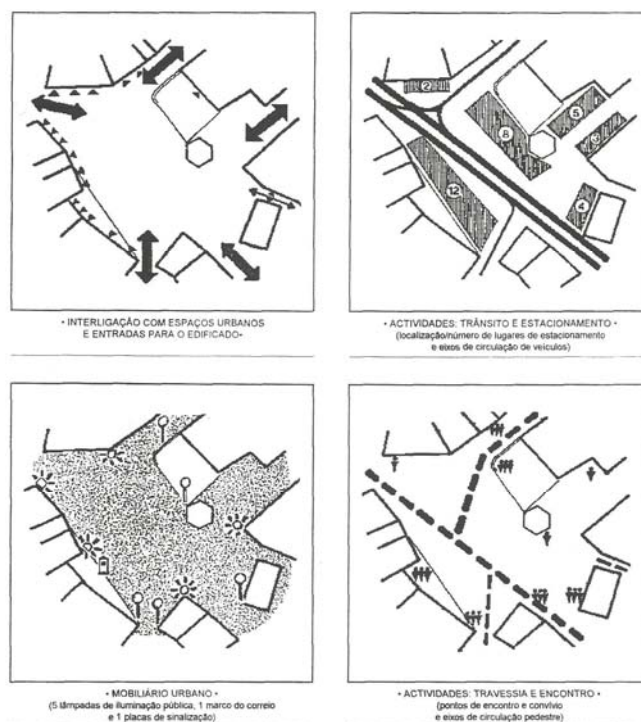 • INTERLIGAÇÃO COM ESPAÇOS URBANOS
E ENTRADAS PARA O EDIFICADO•
2
8
5
12
4
• ACTIVIDADES: TRÂNSITO E ESTACIONAMENTO •
(localização/número de lugares de estacionamento
e eixos de circulação de veículos)
• MOBILIÁRIO URBANO •
(5 lâmpadas de iluminação pública, 1 marco do correio
e 1 placas de sinalização)
• ACTIVIDADES: TRAVESSIA E ENCONTRO •
(pontos de encontro e convívio
e eixos de circulação pedestre)